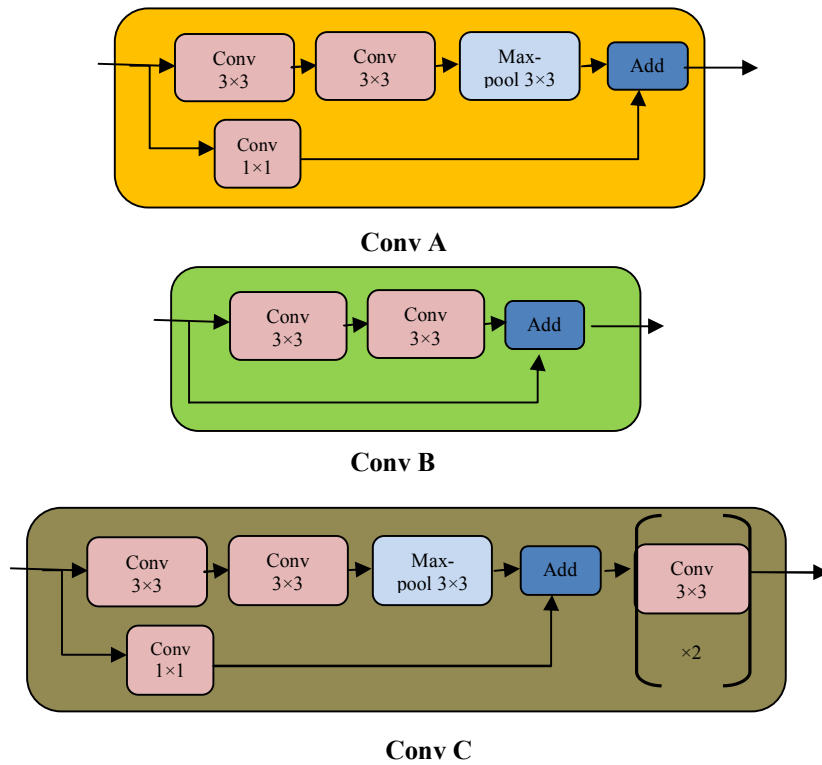 Conv
3×3
Conv
3×3
Max-
pool 3×3
Add
Conv
1×1
Conv A
Conv
3×3
Conv
3×3
Add
Conv B
Conv
3×3
Conv
3×3
Max-
pool 3×3
Add
Conv
3×3
Conv
1×1
×2
Conv C